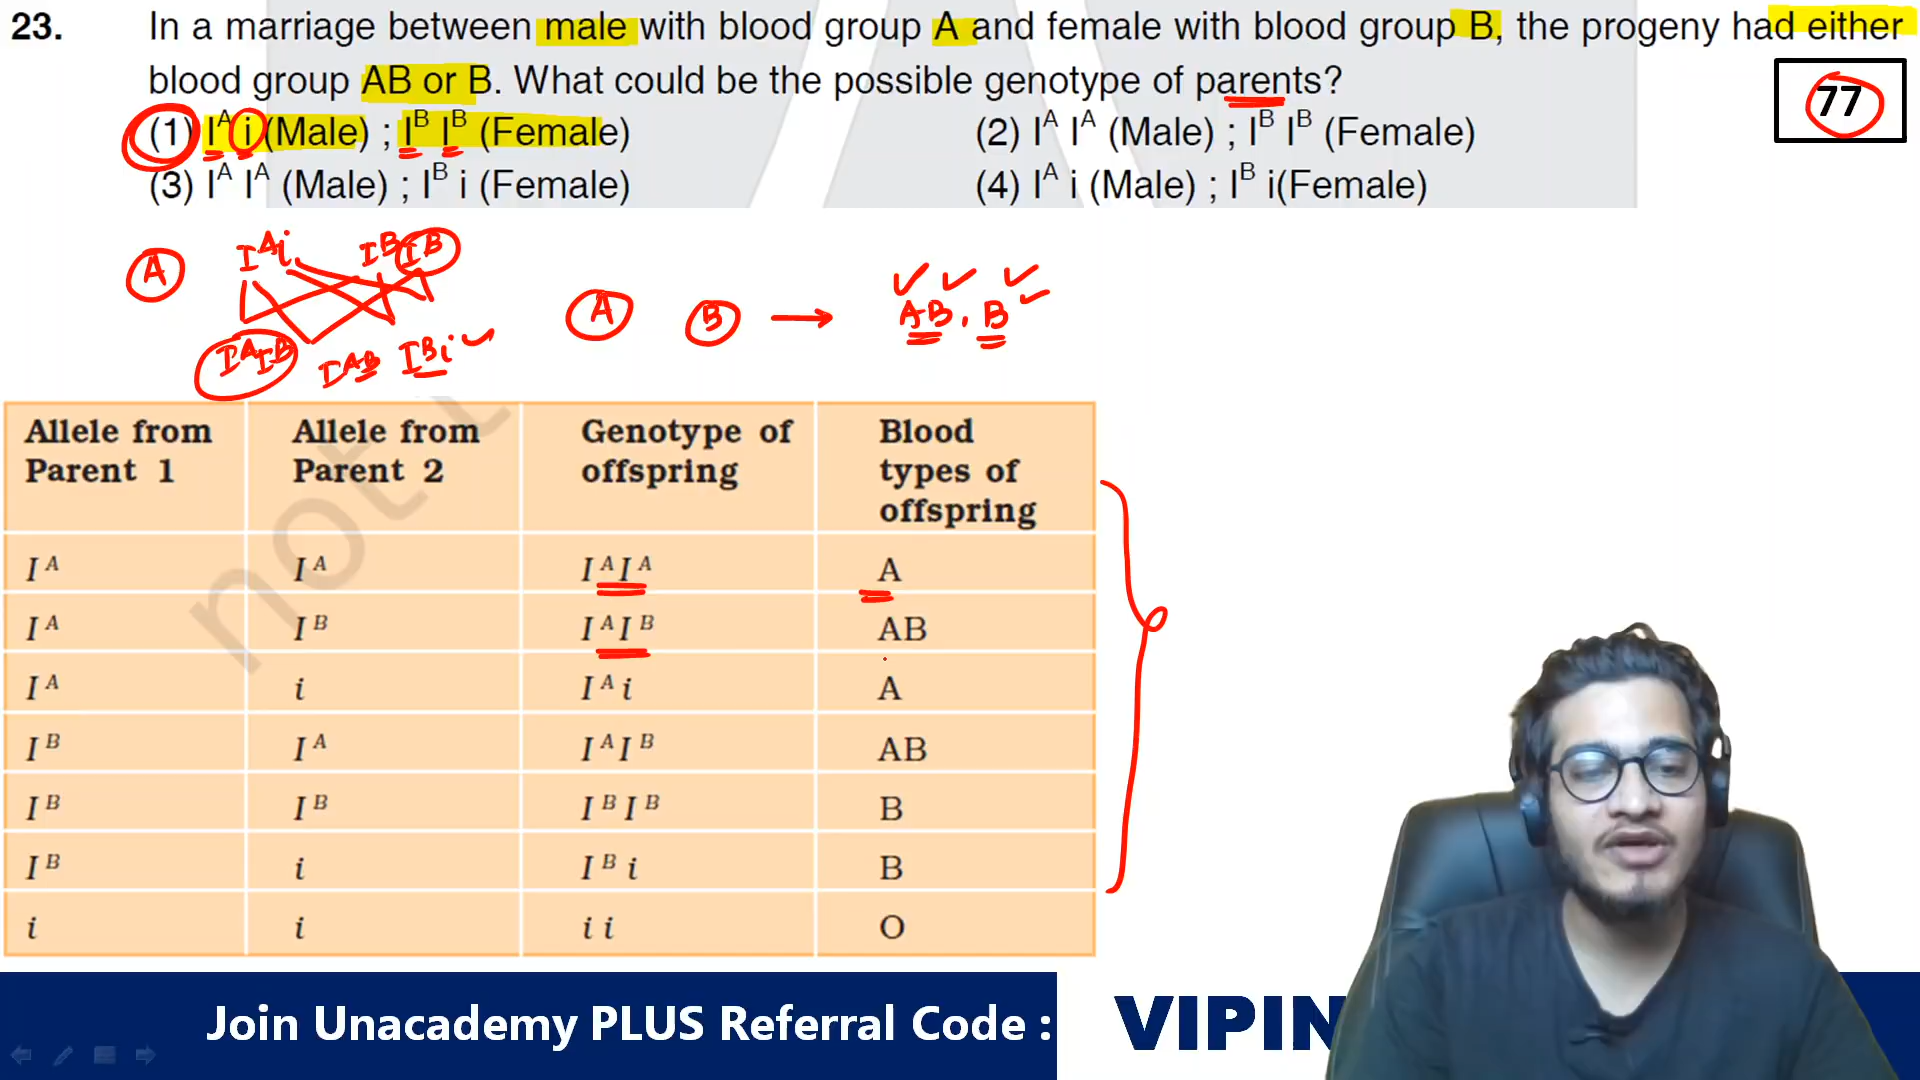 23. In a marriage between male with blood group A and female with blood group B, the progeny had either
blood group AB or B. What could be the possible genotype of parents?
77
(1) I^A i (Male) ; I^B I^B (Female) (2) I^A I^A (Male) ; I^B I^B (Female)
(3) I^A I^A (Male) ; I^B i (Female) (4) I^A i (Male) ; I^B i(Female)
A I^A i I^B I^B
A B → AB, B
I^A I^B I^AB I^B i
not
Allele from Parent 1 Allele from Parent 2 Genotype of offspring Blood types of offspring
I^A I^A I^A I^A A
I^A I^B I^A I^B AB
I^A i I^A i A
I^B I^A I^A I^B AB
I^B I^B I^B I^B B
I^B i I^B i B
i i i i O
Join Unacademy PLUS Referral Code : VIPIN